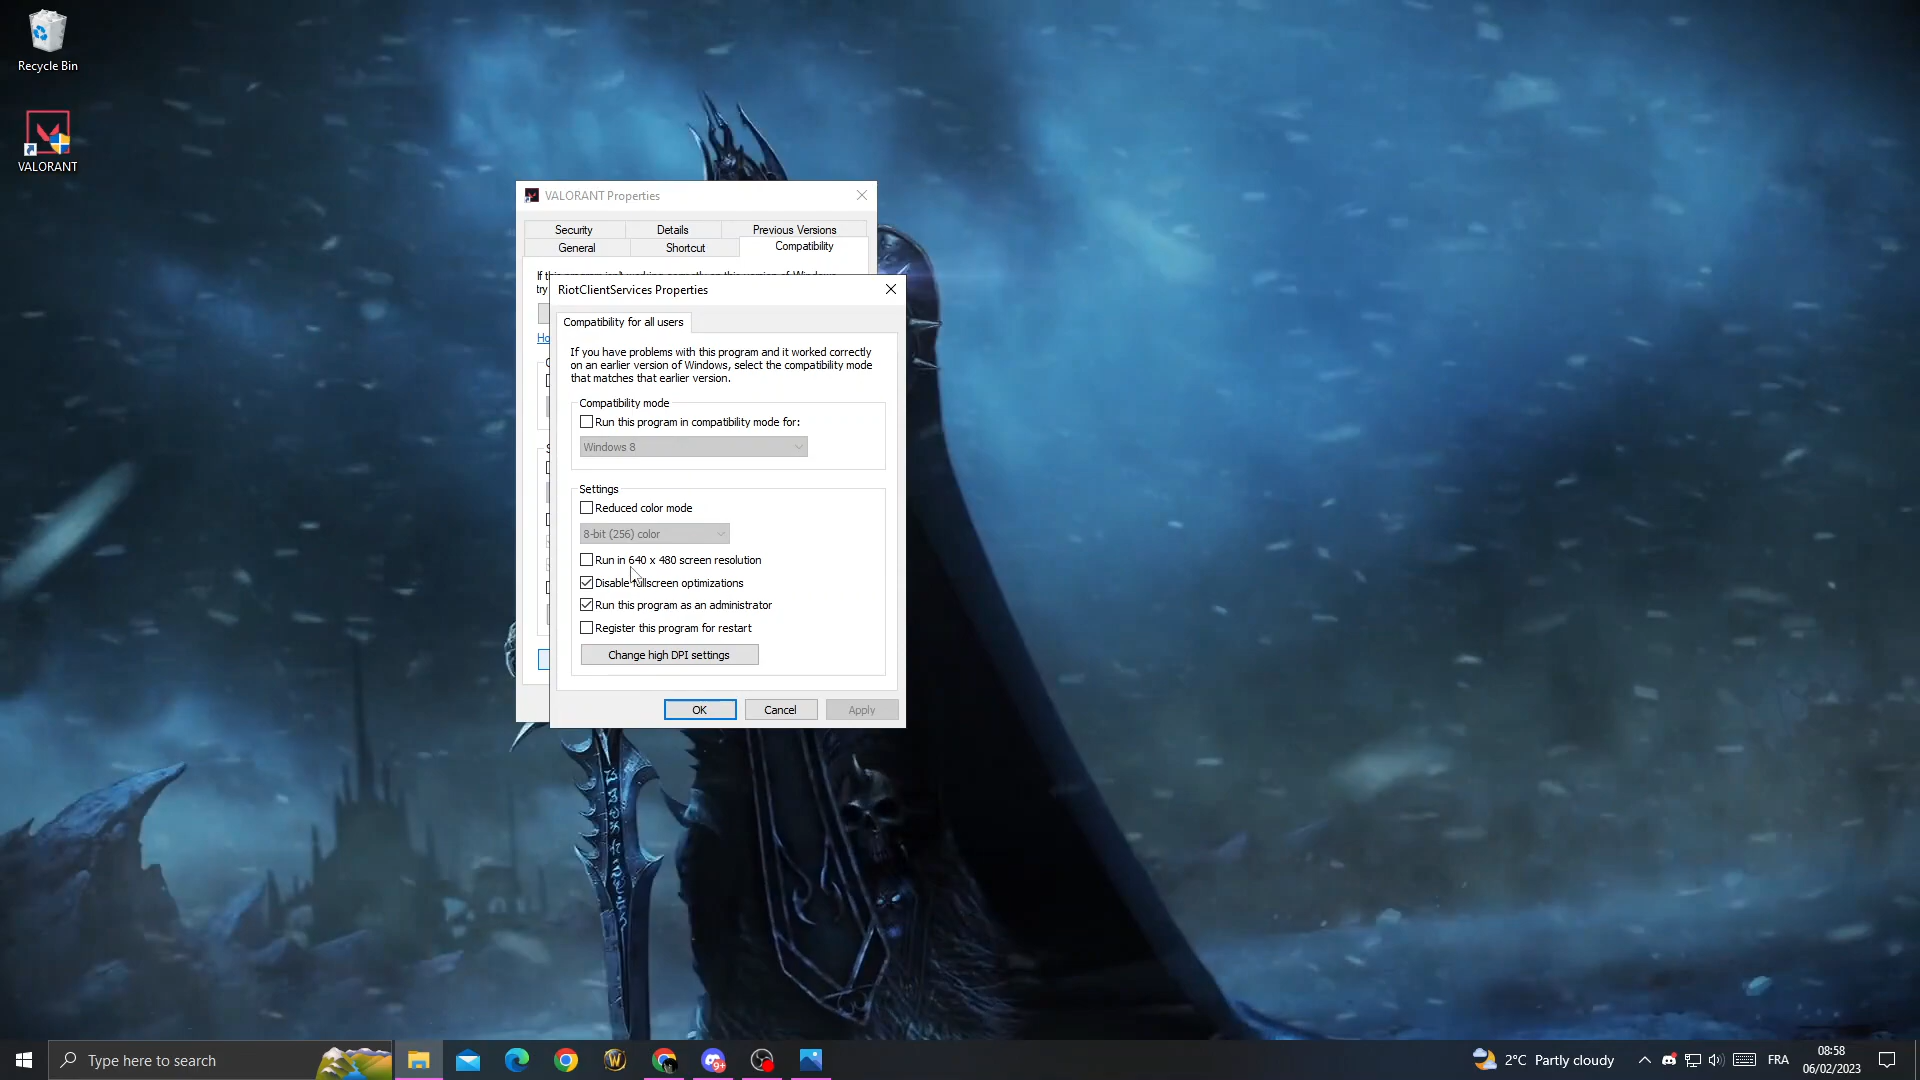 Recycle Bin
VALORANT
VALORANT Properties
Security Details Previous Versions
General Shortcut Compatibility
try
RiotClientServices Properties
Compatibility for all users
If you have problems with this program and it worked correctly
on an earlier version of Windows, select the compatibility mode
that matches that earlier version.
Compatibility mode
Run this program in compatibility mode for:
Windows 8
Settings
Reduced color mode
8-bit (256) color
Run in 640 x 480 screen resolution
Disable fullscreen optimizations
Run this program as an administrator
Register this program for restart
Change high DPI settings
OK Cancel Apply
Type here to search
9+
2°C Partly cloudy
FRA
08:58
06/02/2023